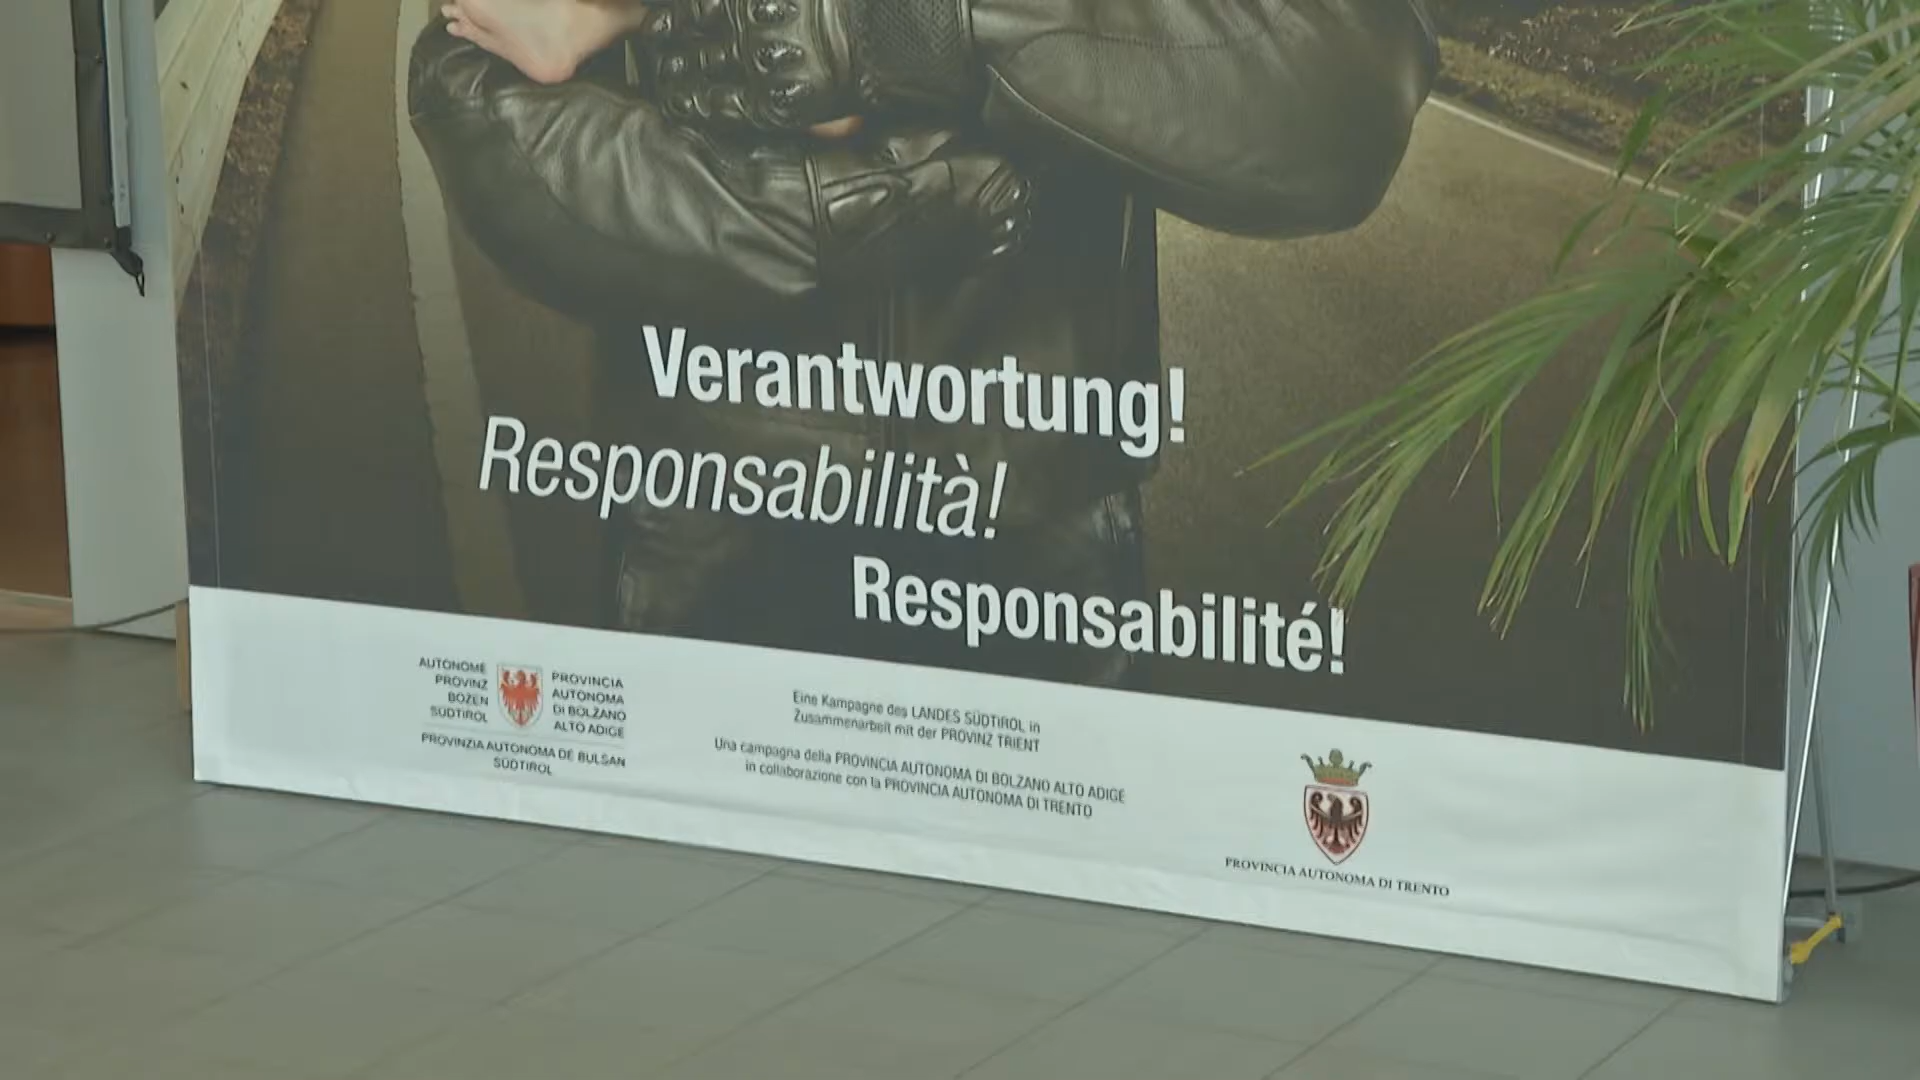 Verantwortung!
Responsabilità!
Responsabilité!
AUTONOME
PROVINZ
BOZEN
SÜDTIROL
PROVINCIA
AUTONOMA
DI BOLZANO
ALTO ADIGE
PROVINZIA AUTONOMA DE BULSAN
SÜDTIROL
Eine Kampagne des LANDES SÜDTIROL in
Zusammenarbeit mit der PROVINZ TRIENT
Una campagna della PROVINCIA AUTONOMA DI BOLZANO ALTO ADIGE
in collaborazione con la PROVINCIA AUTONOMA DI TRENTO
PROVINCIA AUTONOMA DI TRENTO